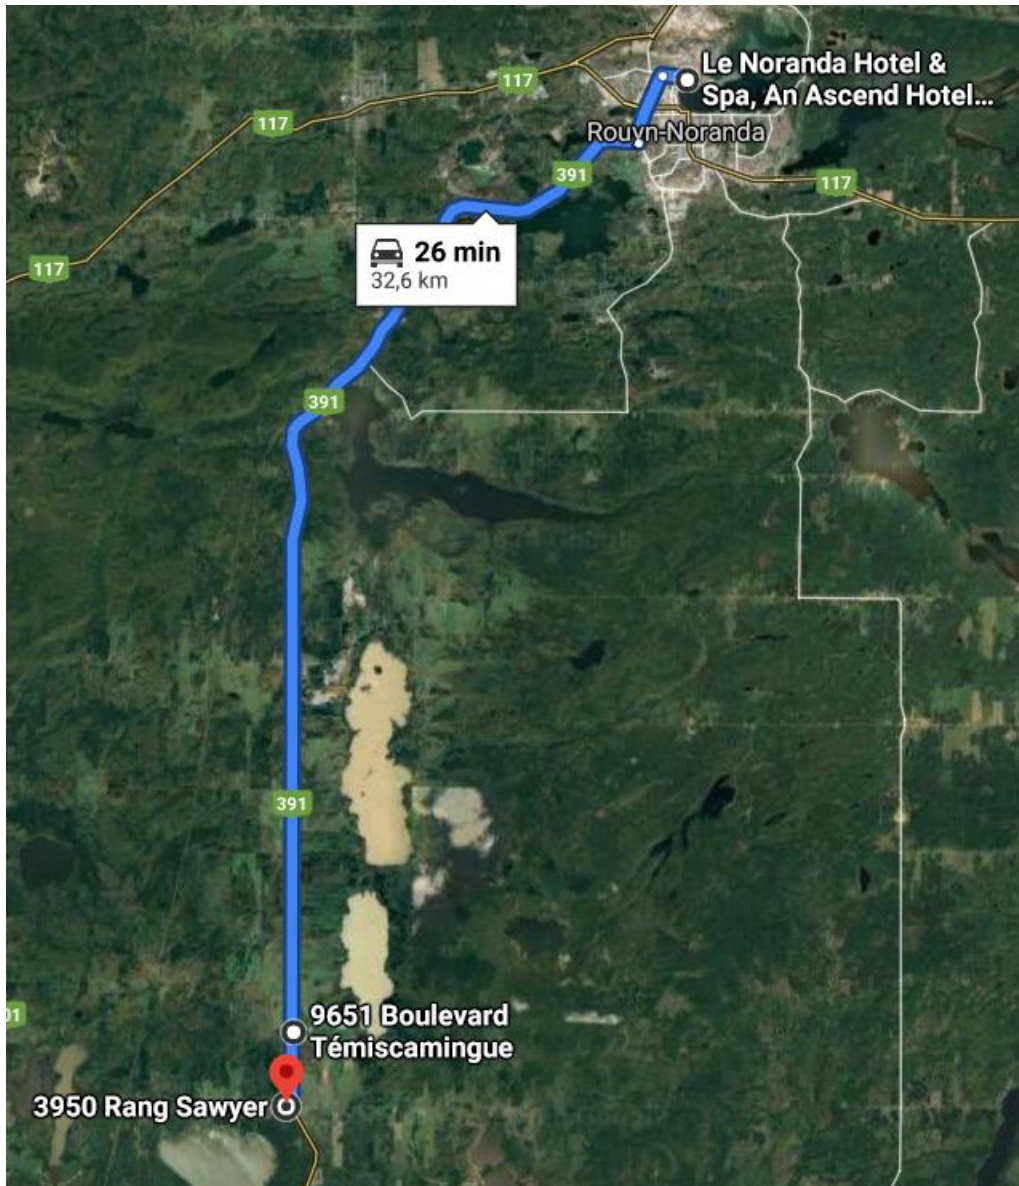 Le Noranda Hotel &
Spa, An Ascend Hotel...
117
117
Rouyn-Noranda
391
117
26 min
32,6 km
117
391
391
9651 Boulevard
Témiscamingue
01
3950 Rang Sawyer